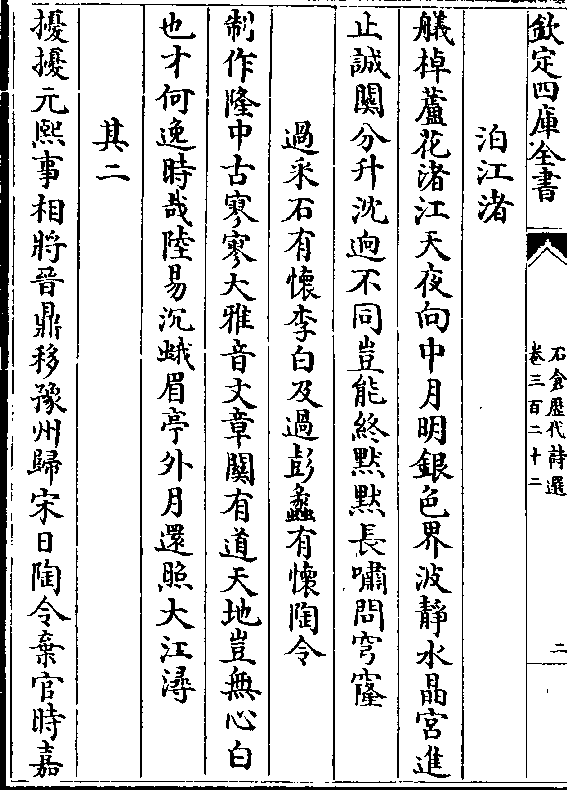 欽定四庫全書
石倉歷代詩選
卷三百二十二
二
泊江渚
艤棹蘆花渚江天夜向中月明銀色界波靜水晶宮進
止誠關分升沈逈不同豈能終默默長嘯問穹窿
過采石有懷李白及過彭蠡有懷陶令
制作隆中古寥寥大雅音文章關有道天地豈無心白
也才何逸時哉陸易沉蛾眉亭外月還照大江潯
其二
擾擾元熙事相將晉鼎移豫州歸宋日陶令棄官時嘉